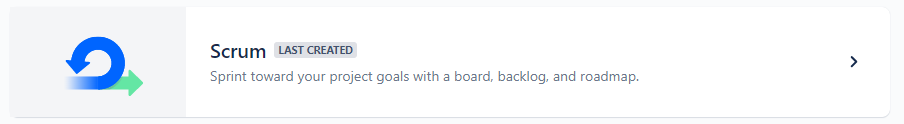 Scrum LAST CREATED
Sprint toward your project goals with a board, backlog, and roadmap.